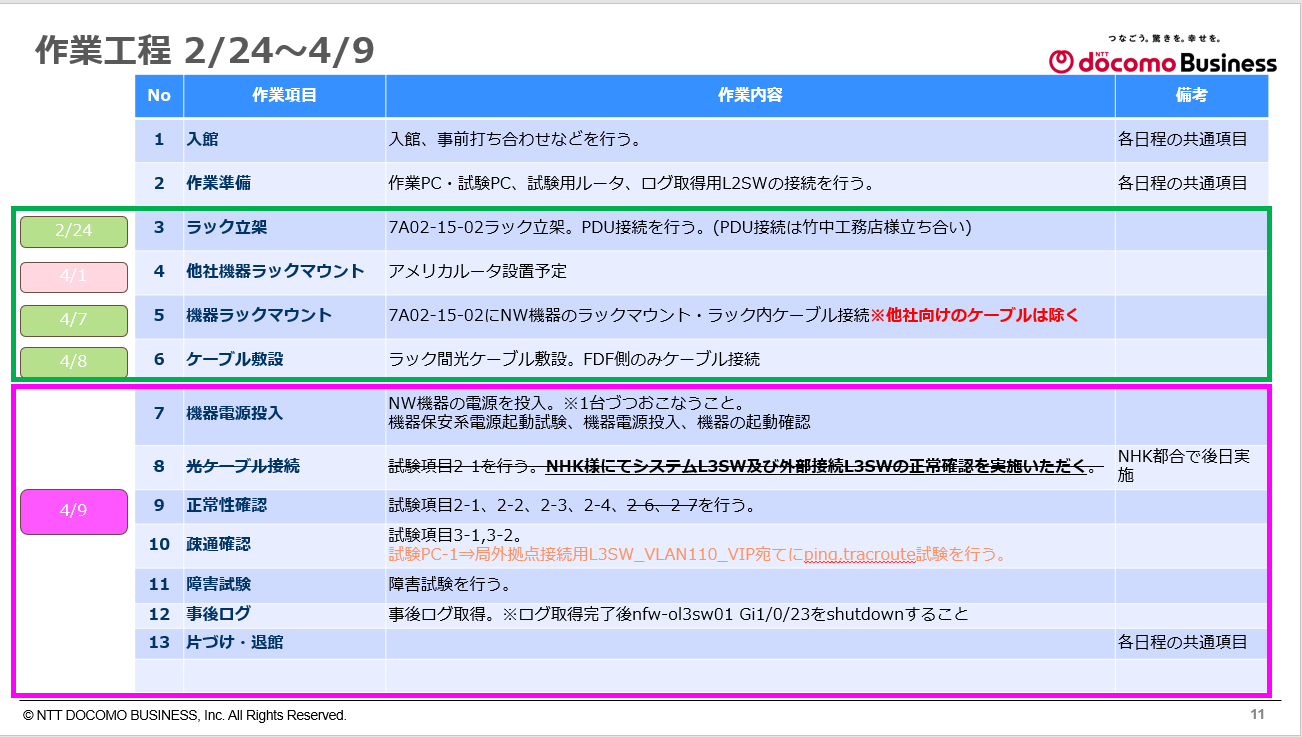 作業工程 2/24～4/9
つなごう。驚きを。幸せを。
NTT docomo Business
No 作業項目 作業内容 備考
1 入館 入館、事前打ち合わせなどを行う。 各日程の共通項目
2 作業準備 作業PC・試験PC、試験用ルータ、ログ取得用L2SWの接続を行う。 各日程の共通項目
2/24 3 ラック立架 7A02-15-02ラック立架。PDU接続を行う。(PDU接続は竹中工務店様立ち合い)
4/1 4 他社機器ラックマウント アメリカルータ設置予定
4/7 5 機器ラックマウント 7A02-15-02にNW機器のラックマウント・ラック内ケーブル接続※他社向けのケーブルは除く
4/8 6 ケーブル敷設 ラック間光ケーブル敷設。FDF側のみケーブル接続
7 機器電源投入 NW機器の電源を投入。※1台づつおこなうこと。
機器保安系電源起動試験、機器電源投入、機器の起動確認
8 光ケーブル接続 試験項目2-1を行う。NHK様にてシステムL3SW及び外部接続L3SWの正常確認を実施いただく。 NHK都合で後日実
施
4/9 9 正常性確認 試験項目2-1、2-2、2-3、2-4、2-6、2-7を行う。
10 疎通確認 試験項目3-1,3-2。
試験PC-1⇒局外拠点接続用L3SW_VLAN110_VIP宛てにping,tracroute試験を行う。
11 障害試験 障害試験を行う。
12 事後ログ 事後ログ取得。※ログ取得完了後nfw-ol3sw01 Gi1/0/23をshutdownすること
13 片づけ・退館 各日程の共通項目
© NTT DOCOMO BUSINESS, Inc. All Rights Reserved.
11